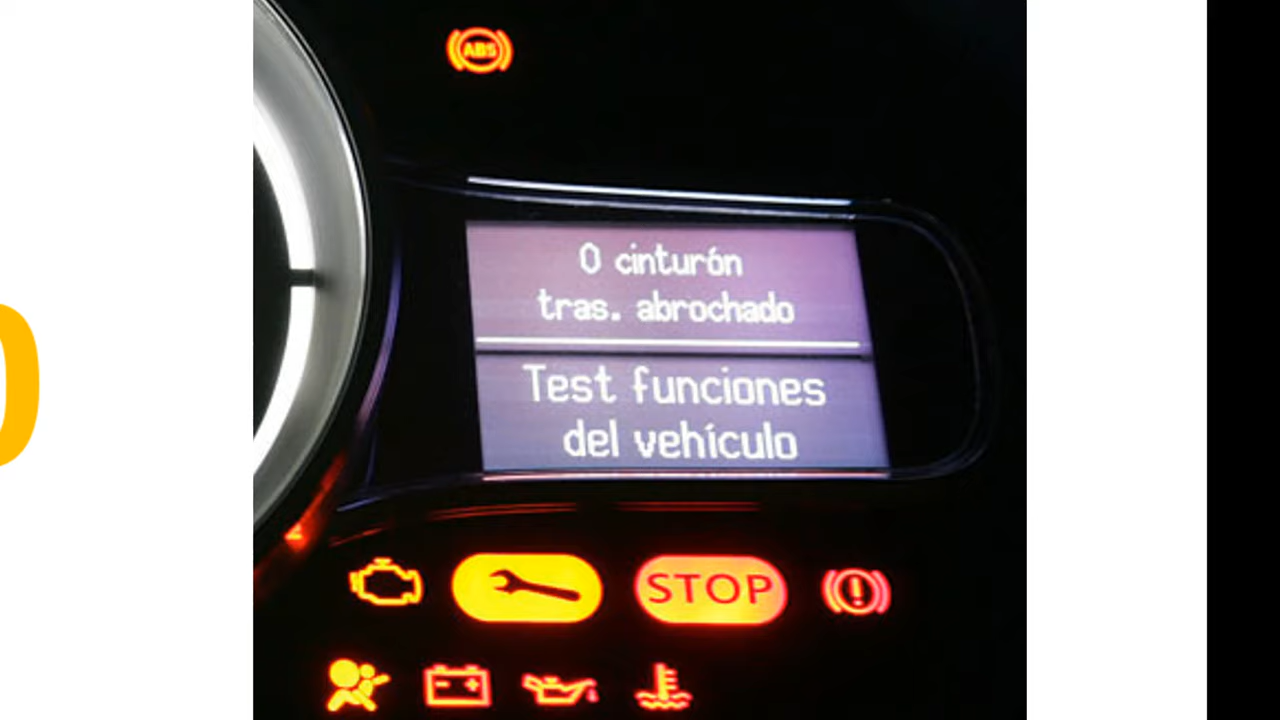 ABS
0 cinturón
tras. abrochado
Test funciones
del vehículo
STOP